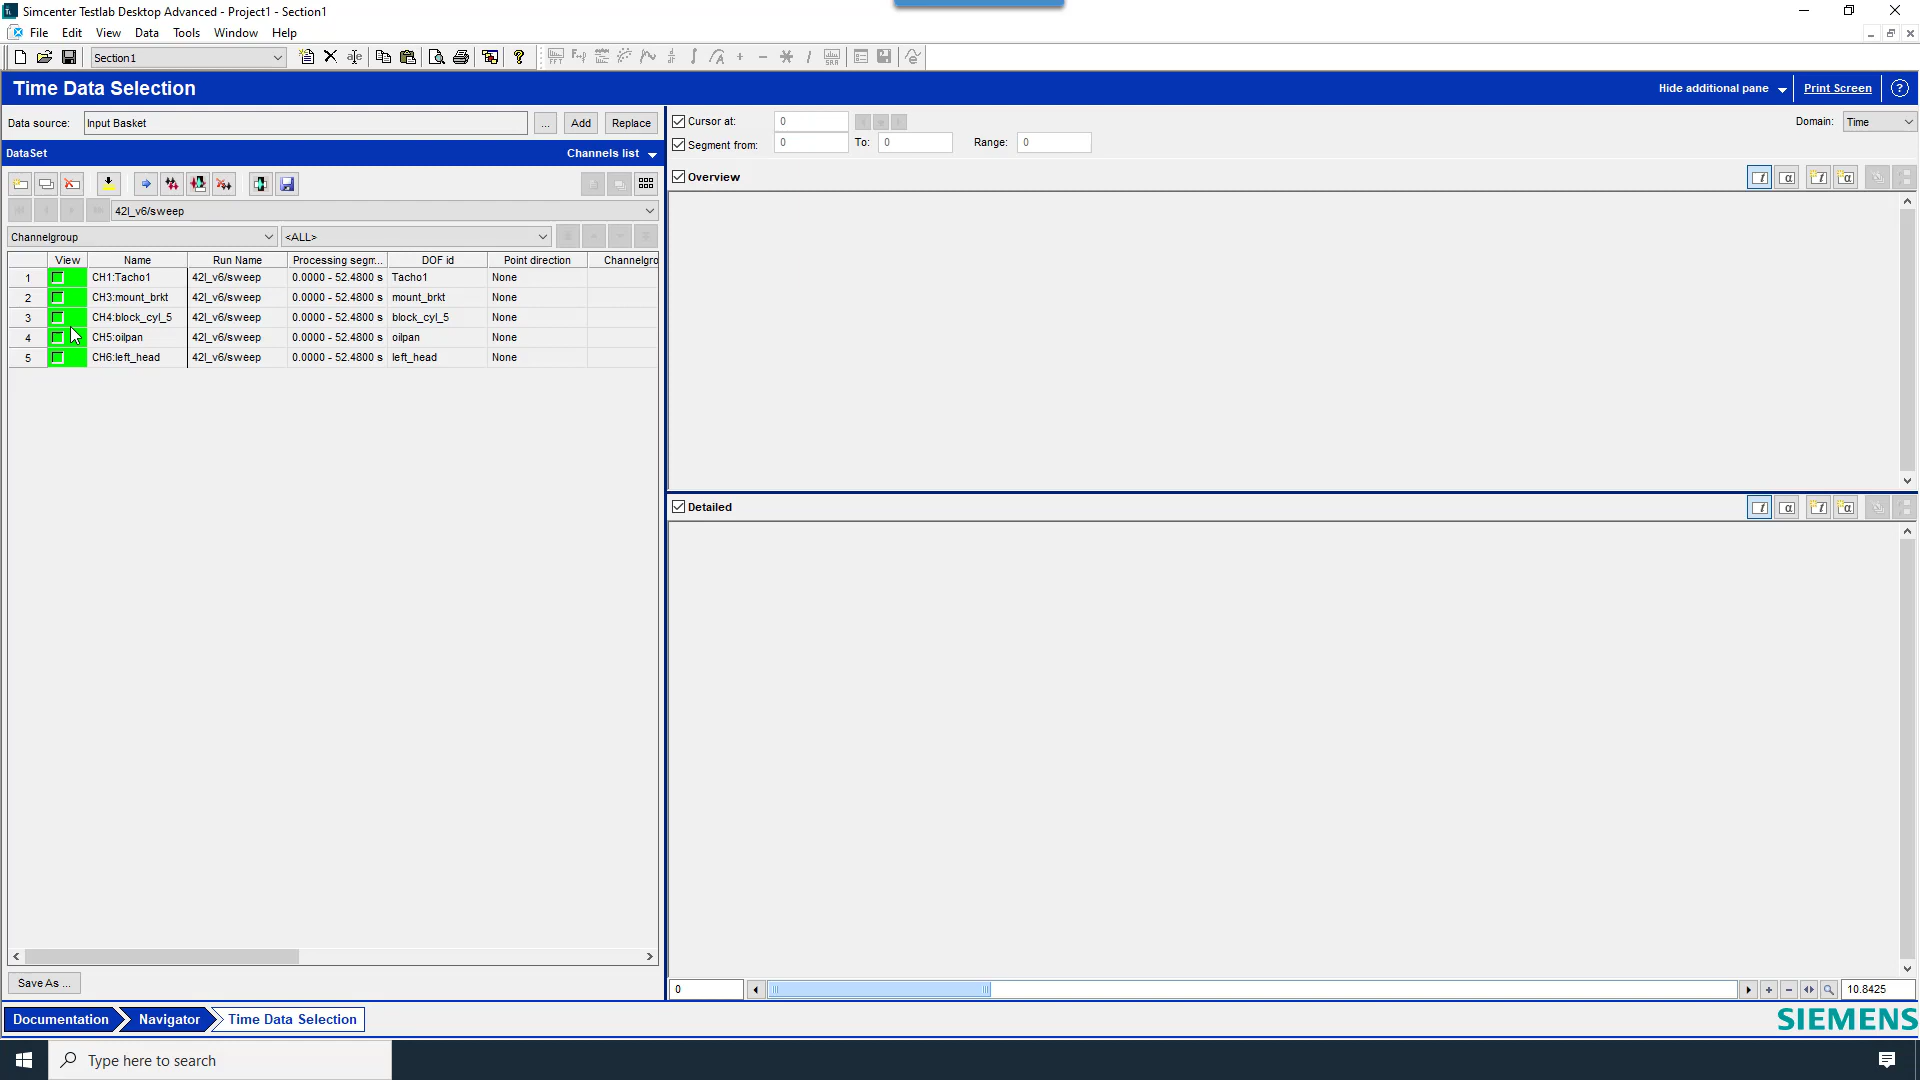 Simcenter Testlab Desktop Advanced - Project1 - Section1
File Edit View Data Tools Window Help
Section1
Time Data Selection
Hide additional pane
Print Screen
Data source: Input Basket ... Add Replace
DataSet
Channels list
42l_v6/sweep
Channelgroup <ALL>
View Name Run Name Processing segm... DOF id Point direction Channelgro
1 CH1:Tacho1 42l_v6/sweep 0.0000 - 52.4800 s Tacho1 None
2 CH3:mount_brkt 42l_v6/sweep 0.0000 - 52.4800 s mount_brkt None
3 CH4:block_cyl_5 42l_v6/sweep 0.0000 - 52.4800 s block_cyl_5 None
4 CH5:oilpan 42l_v6/sweep 0.0000 - 52.4800 s oilpan None
5 CH6:left_head 42l_v6/sweep 0.0000 - 52.4800 s left_head None
Save As ...
Cursor at: 0
Segment from: 0 To: 0 Range: 0
Domain: Time
Overview
Detailed
0
10.8425
Documentation Navigator Time Data Selection
SIEMENS
Type here to search